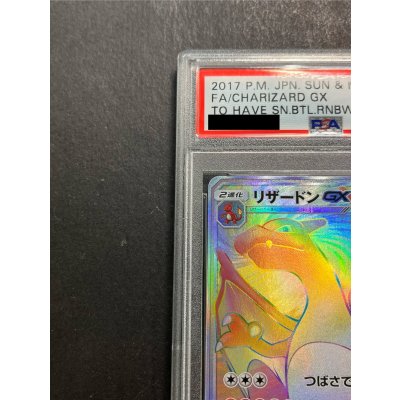 2017 P.M. JPN. SUN &
FA/CHARIZARD GX
TO HAVE SN.BTL.RNBW
PSA
2進化 リザードンGX
つばさで